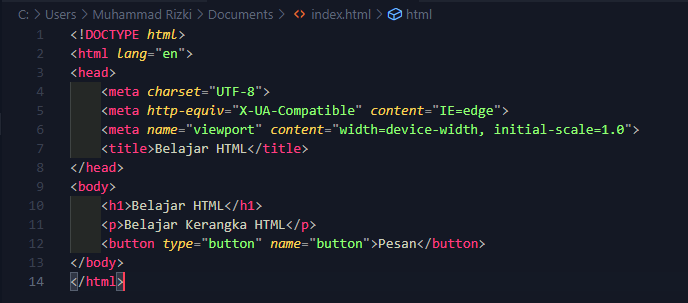 C: > Users > Muhammad Rizki > Documents > <> index.html > html
1 <!DOCTYPE html>
2 <html lang="en">
3 <head>
4     <meta charset="UTF-8">
5     <meta http-equiv="X-UA-Compatible" content="IE=edge">
6     <meta name="viewport" content="width=device-width, initial-scale=1.0">
7     <title>Belajar HTML</title>
8 </head>
9 <body>
10     <h1>Belajar HTML</h1>
11     <p>Belajar Kerangka HTML</p>
12     <button type="button" name="button">Pesan</button>
13 </body>
14 </html>